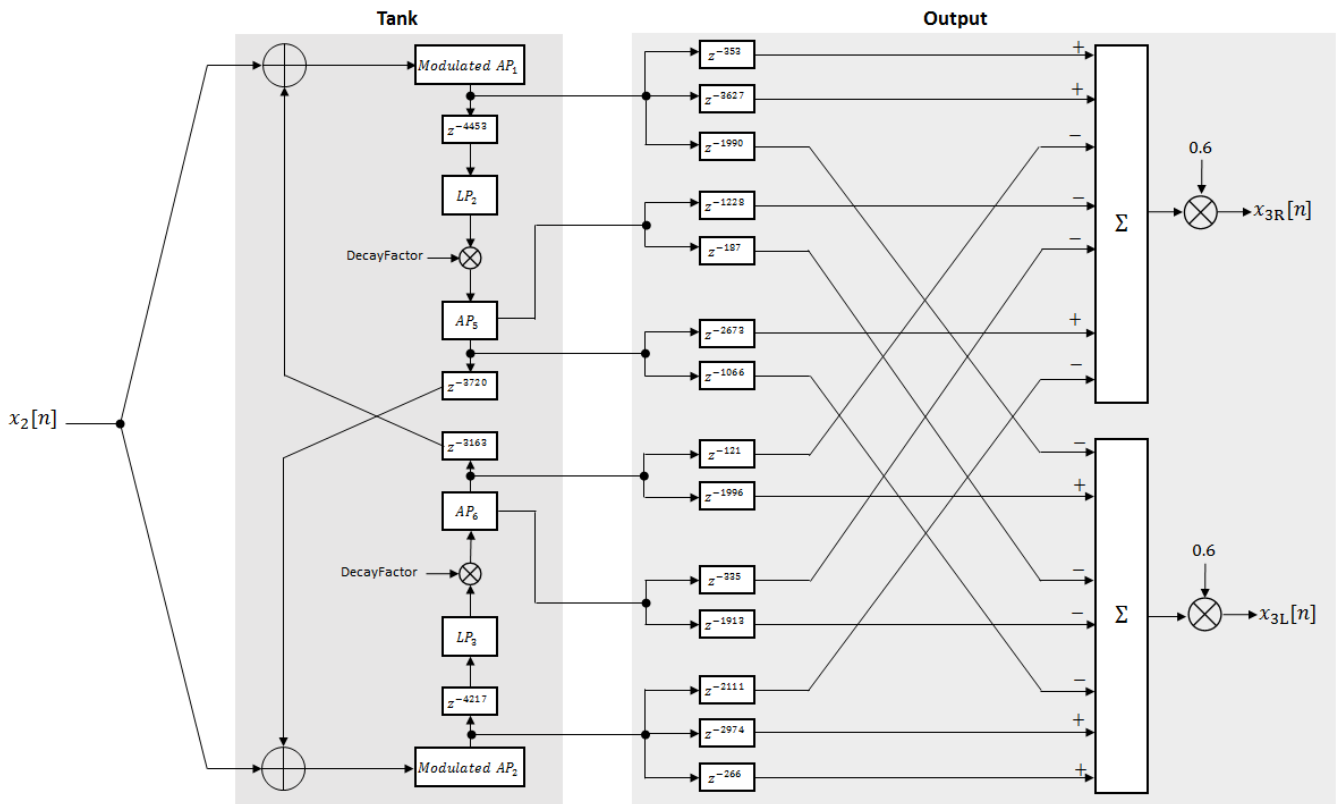 Tank
Output
Modulated AP₁
z⁻³⁵³
+
z⁻³⁶²⁷
+
z⁻⁴⁴⁵³
z⁻¹⁹⁹⁰
−
0.6
LP₂
z⁻¹²²⁸
−
Σ
x₃R[n]
DecayFactor
z⁻¹⁸⁷
−
AP₅
z⁻²⁶⁷³
+
z⁻³⁷²⁰
z⁻¹⁰⁶⁶
−
x₂[n]
z⁻³¹⁶³
z⁻¹²¹
−
AP₆
z⁻¹⁹⁹⁶
+
DecayFactor
z⁻³³⁵
−
0.6
LP₃
z⁻¹⁹¹³
−
Σ
x₃L[n]
z⁻⁴²¹⁷
z⁻²¹¹¹
−
z⁻²⁹⁷⁴
+
Modulated AP₂
z⁻²⁶⁶
+